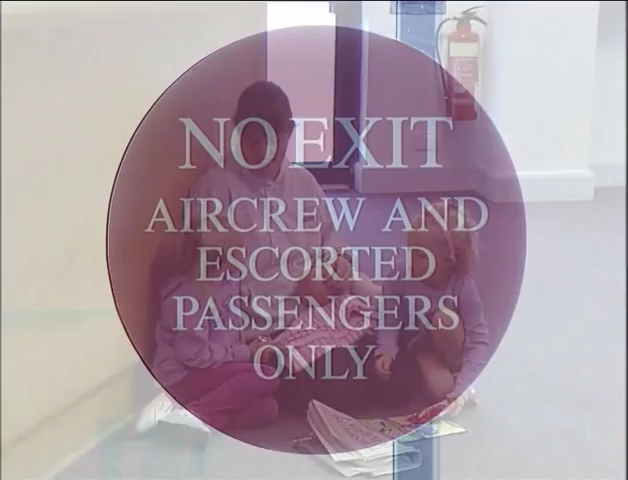 NO EXIT
AIRCREW AND
ESCORTED
PASSENGERS
ONLY